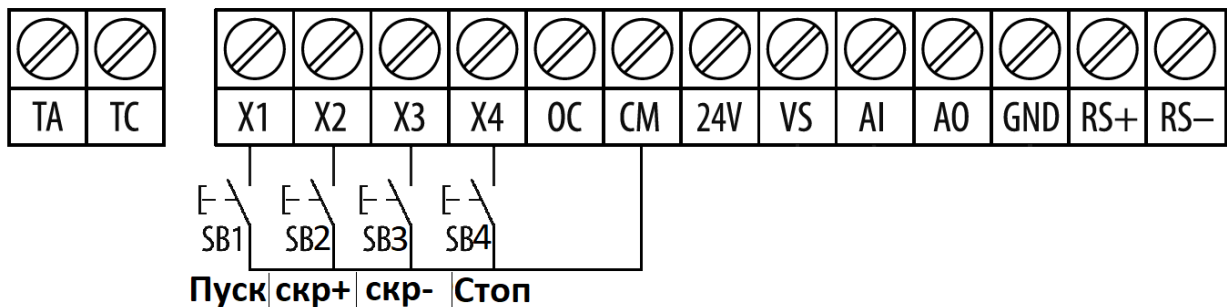 TA TC X1 X2 X3 X4 OC CM 24V VS AI AO GND RS+ RS−
SB1 SB2 SB3 SB4
Пуск скр+ скр- Стоп